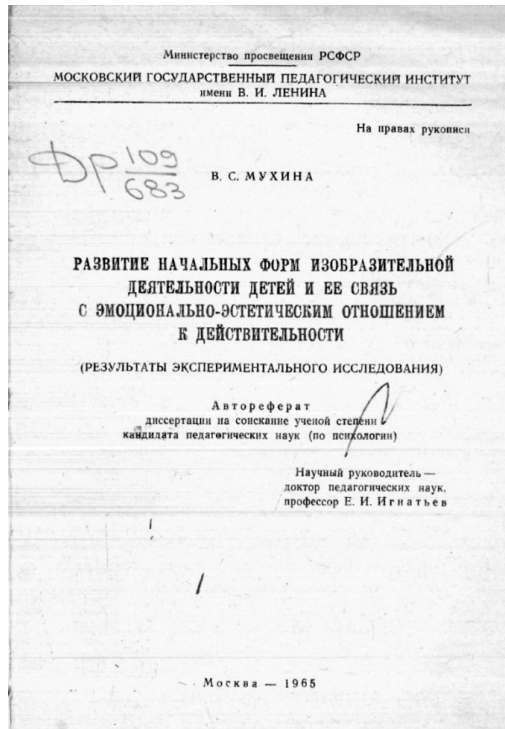 Министерство просвещения РСФСР
МОСКОВСКИЙ ГОСУДАРСТВЕННЫЙ ПЕДАГОГИЧЕСКИЙ ИНСТИТУТ
имени В. И. ЛЕНИНА
На правах рукописи
Др 109
683
В. С. МУХИНА
РАЗВИТИЕ НАЧАЛЬНЫХ ФОРМ ИЗОБРАЗИТЕЛЬНОЙ
ДЕЯТЕЛЬНОСТИ ДЕТЕЙ И ЕЕ СВЯЗЬ
С ЭМОЦИОНАЛЬНО-ЭСТЕТИЧЕСКИМ ОТНОШЕНИЕМ
К ДЕЙСТВИТЕЛЬНОСТИ
(РЕЗУЛЬТАТЫ ЭКСПЕРИМЕНТАЛЬНОГО ИССЛЕДОВАНИЯ)
Автореферат
диссертации на соискание ученой степени
кандидата педагогических наук (по психологии)
Научный руководитель —
доктор педагогических наук,
профессор Е. И. Игнатьев
Москва — 1965